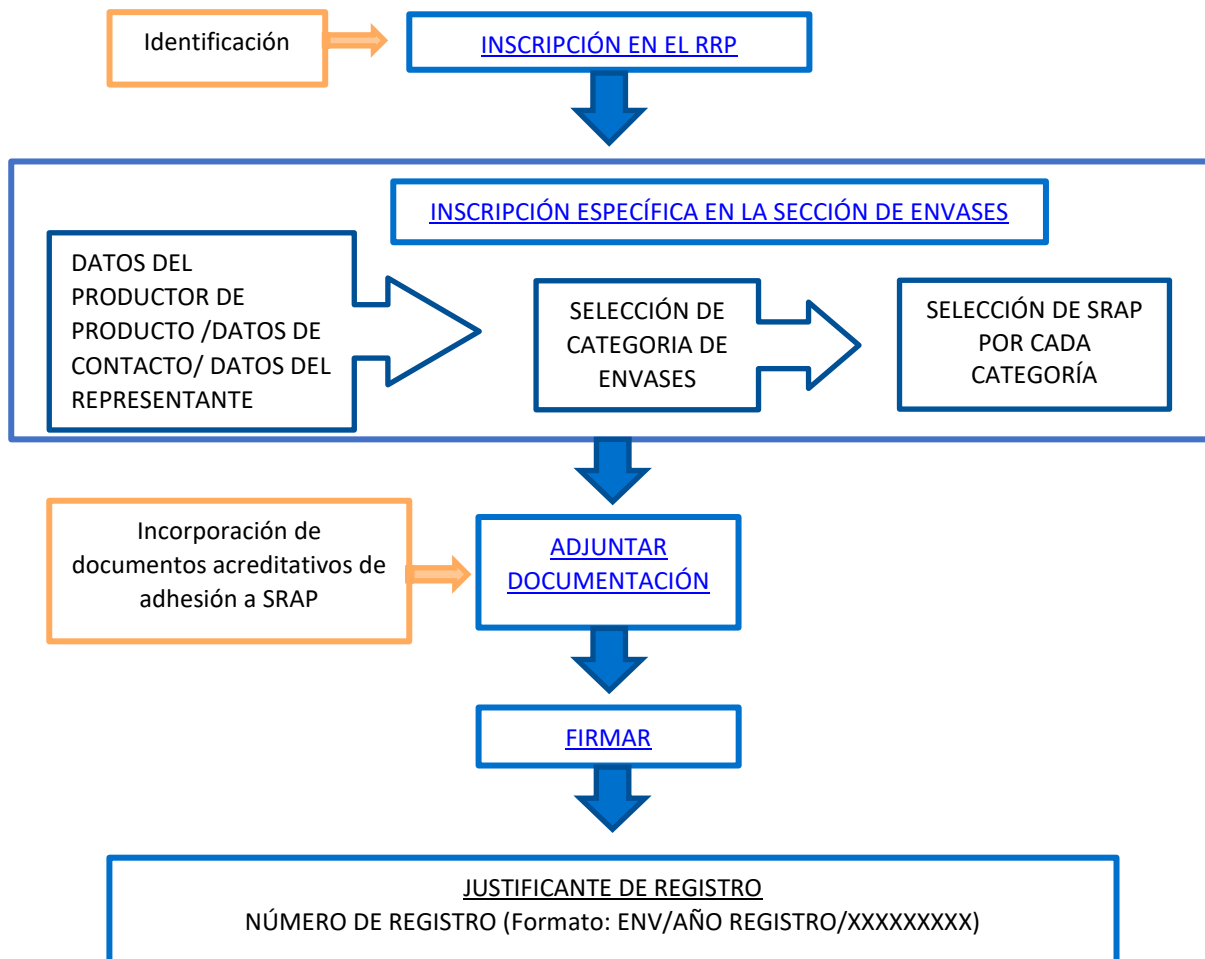 Identificación
INSCRIPCIÓN EN EL RRP
INSCRIPCIÓN ESPECÍFICA EN LA SECCIÓN DE ENVASES
DATOS DEL
PRODUCTOR DE
PRODUCTO /DATOS DE
CONTACTO/ DATOS DEL
REPRESENTANTE
SELECCIÓN DE
CATEGORIA DE
ENVASES
SELECCIÓN DE SRAP
POR CADA
CATEGORÍA
Incorporación de
documentos acreditativos de
adhesión a SRAP
ADJUNTAR
DOCUMENTACIÓN
FIRMAR
JUSTIFICANTE DE REGISTRO
NÚMERO DE REGISTRO (Formato: ENV/AÑO REGISTRO/XXXXXXXXX)